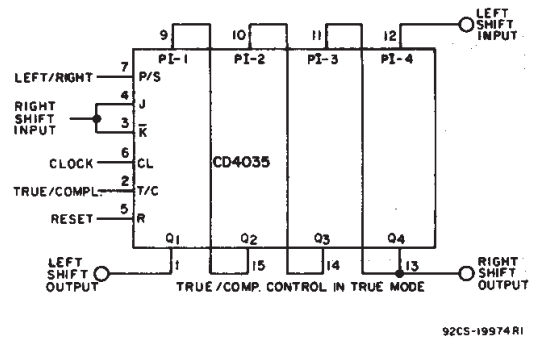 LEFT
SHIFT
INPUT
9
10
11
12
PI-1
PI-2
PI-3
PI-4
LEFT/RIGHT
7
P/S
RIGHT
SHIFT
INPUT
4
J
3
K̅
CLOCK
6
CL
CD4035
TRUE/COMPL.
2
T/C
RESET
5
R
Q1
Q2
Q3
Q4
LEFT
SHIFT
OUTPUT
1
15
14
13
RIGHT
SHIFT
OUTPUT
TRUE/COMP. CONTROL IN TRUE MODE
92CS-19974R1